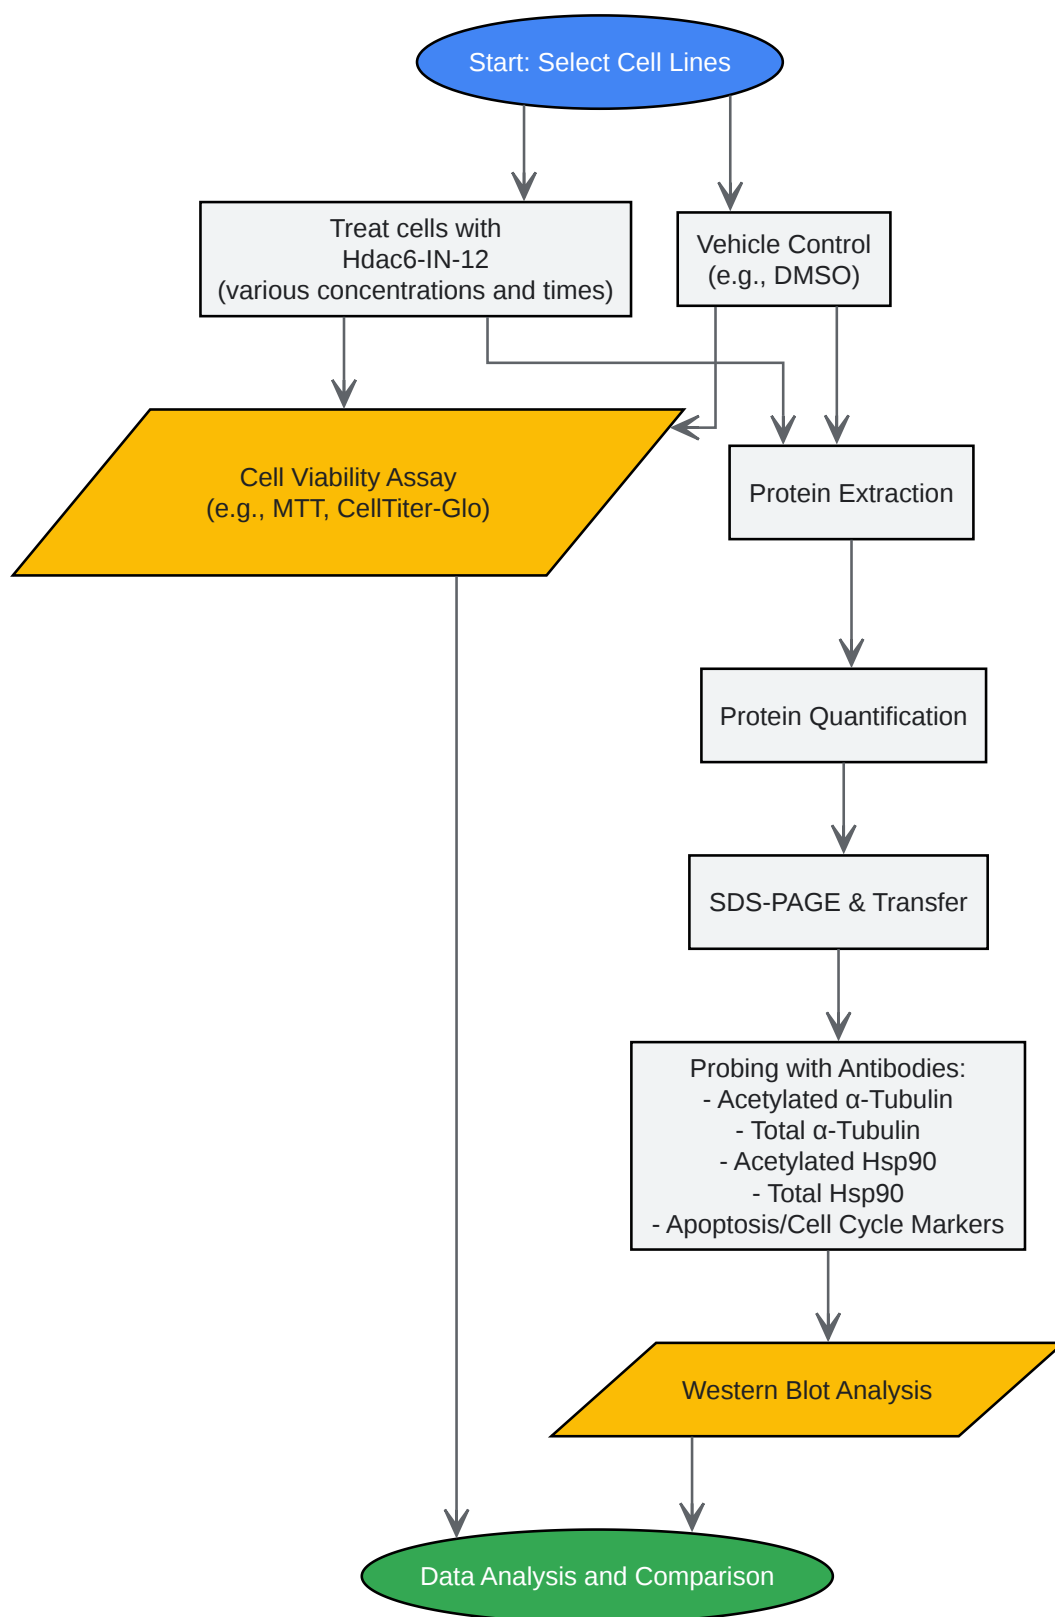 Start: Select Cell Lines
Treat cells with
Hdac6-IN-12
(various concentrations and times)
Vehicle Control
(e.g., DMSO)
Cell Viability Assay
(e.g., MTT, CellTiter-Glo)
Protein Extraction
Protein Quantification
SDS-PAGE & Transfer
Probing with Antibodies:
- Acetylated α-Tubulin
- Total α-Tubulin
- Acetylated Hsp90
- Total Hsp90
- Apoptosis/Cell Cycle Markers
Western Blot Analysis
Data Analysis and Comparison